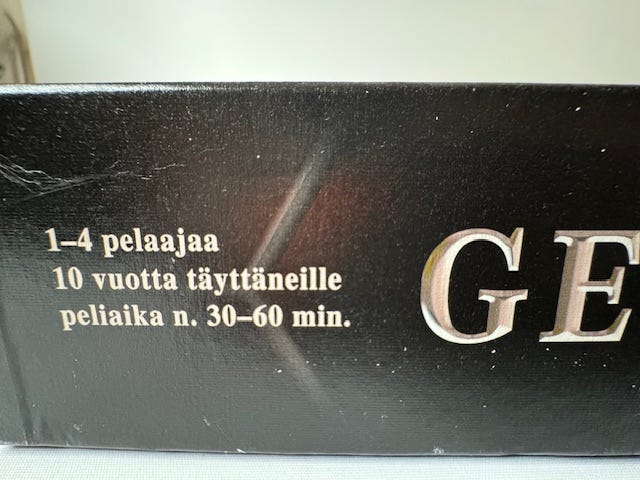 1–4 pelaajaa
10 vuotta täyttäneille
peliaika n. 30–60 min.
GE